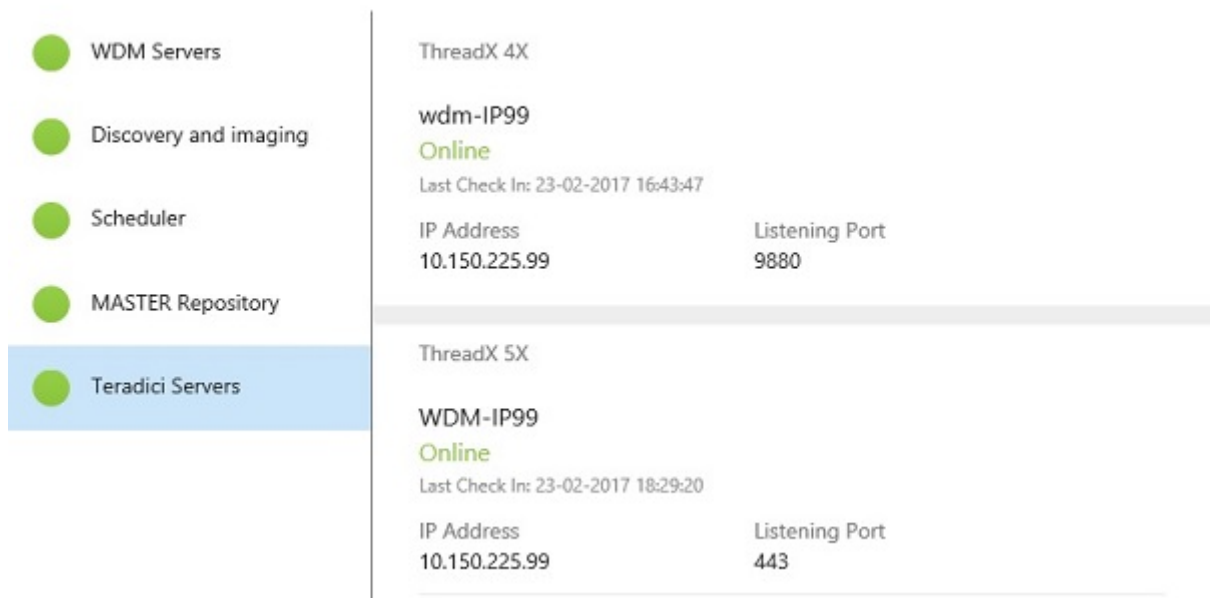 WDM Servers
Discovery and imaging
Scheduler
MASTER Repository
Teradici Servers
ThreadX 4X
wdm-IP99
Online
Last Check In: 23-02-2017 16:43:47
IP Address Listening Port
10.150.225.99 9880
ThreadX 5X
WDM-IP99
Online
Last Check In: 23-02-2017 18:29:20
IP Address Listening Port
10.150.225.99 443